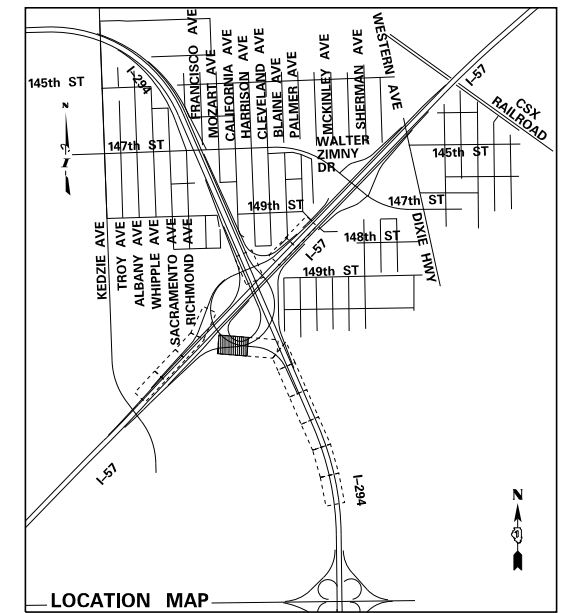 FRANCISCO AVE
MOZART AVE
CALIFORNIA AVE
HARRISON AVE
CLEVELAND AVE
BLAINE AVE
PALMER AVE
MCKINLEY AVE
SHERMAN AVE
WESTERN AVE
I-57
CSX
RAILROAD
145th ST
I-294
N
147th ST
WALTER
ZIMNY
DR
145th ST
147th ST
149th ST
KEDZIE AVE
TROY AVE
ALBANY AVE
WHIPPLE AVE
SACRAMENTO AVE
RICHMOND AVE
I-57
148th ST
DIXIE HWY
149th ST
I-57
I-294
N
LOCATION MAP